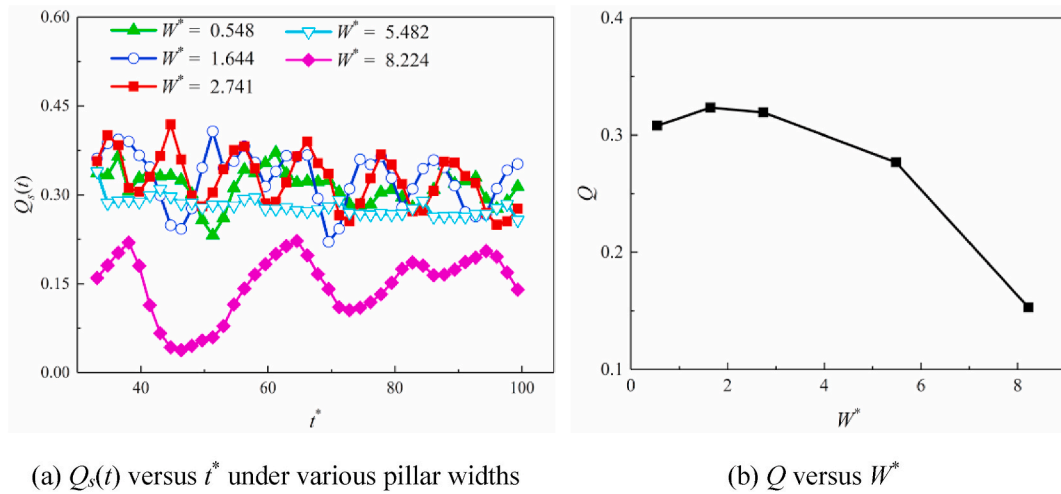 0.60
0.45
0.30
0.15
0.00
Qs(t)
W* = 0.548
W* = 1.644
W* = 2.741
W* = 5.482
W* = 8.224
40
60
80
100
t*
0.4
0.3
0.2
0.1
Q
0
2
4
6
8
W*
(a) Qs(t) versus t* under various pillar widths
(b) Q versus W*